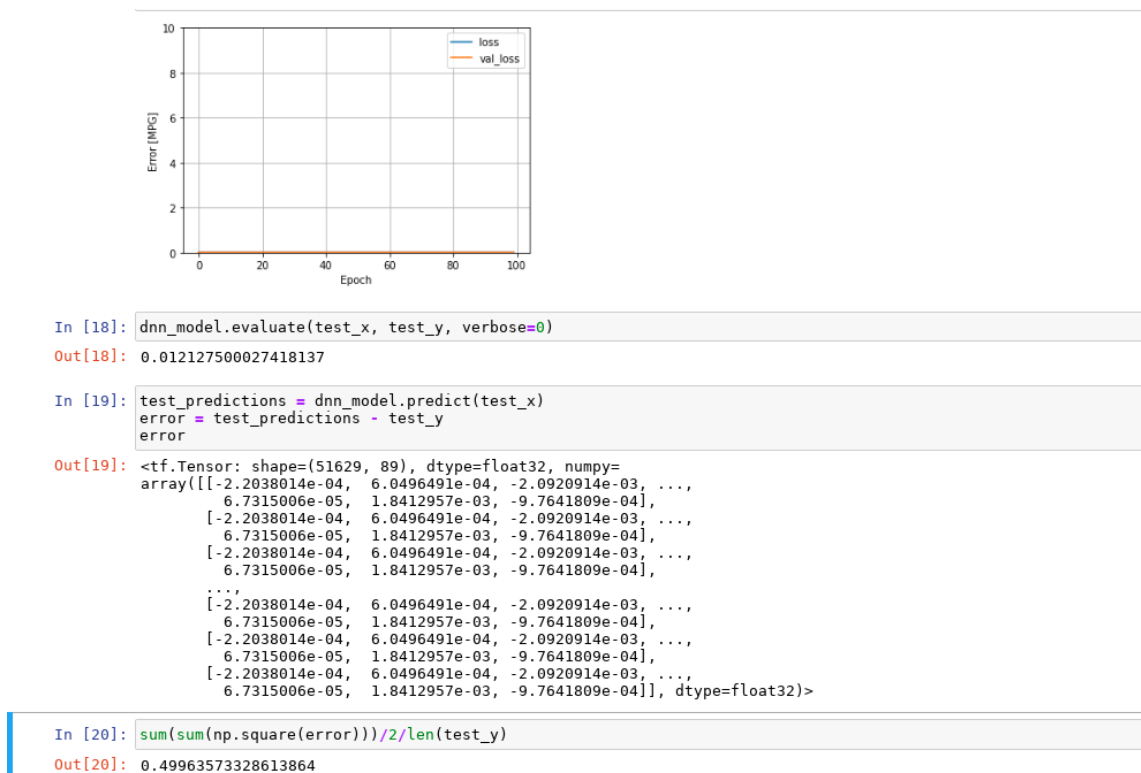 10
loss
val_loss
8
6
Error [MPG]
4
2
0
0 20 40 60 80 100
Epoch
In [18]: dnn_model.evaluate(test_x, test_y, verbose=0)
Out[18]: 0.012127500027418137
In [19]: test_predictions = dnn_model.predict(test_x)
error = test_predictions - test_y
error
Out[19]: <tf.Tensor: shape=(51629, 89), dtype=float32, numpy=
array([[-2.2038014e-04, 6.0496491e-04, -2.0920914e-03, ...,
6.7315006e-05, 1.8412957e-03, -9.7641809e-04],
[-2.2038014e-04, 6.0496491e-04, -2.0920914e-03, ...,
6.7315006e-05, 1.8412957e-03, -9.7641809e-04],
[-2.2038014e-04, 6.0496491e-04, -2.0920914e-03, ...,
6.7315006e-05, 1.8412957e-03, -9.7641809e-04],
...,
[-2.2038014e-04, 6.0496491e-04, -2.0920914e-03, ...,
6.7315006e-05, 1.8412957e-03, -9.7641809e-04],
[-2.2038014e-04, 6.0496491e-04, -2.0920914e-03, ...,
6.7315006e-05, 1.8412957e-03, -9.7641809e-04],
[-2.2038014e-04, 6.0496491e-04, -2.0920914e-03, ...,
6.7315006e-05, 1.8412957e-03, -9.7641809e-04]], dtype=float32)>
In [20]: sum(sum(np.square(error)))/2/len(test_y)
Out[20]: 0.49963573328613864